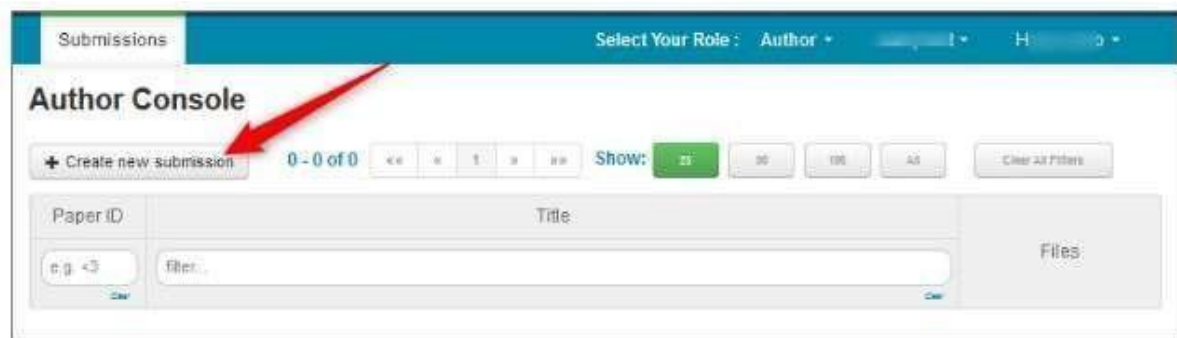 Submissions
Select Your Role : Author
Author Console
+ Create new submission
0 - 0 of 0 «« « 1 » »» Show: 25 50 100 All Clear All Filters
Paper ID Title Files
e.g. <3 filter...
Clear Clear